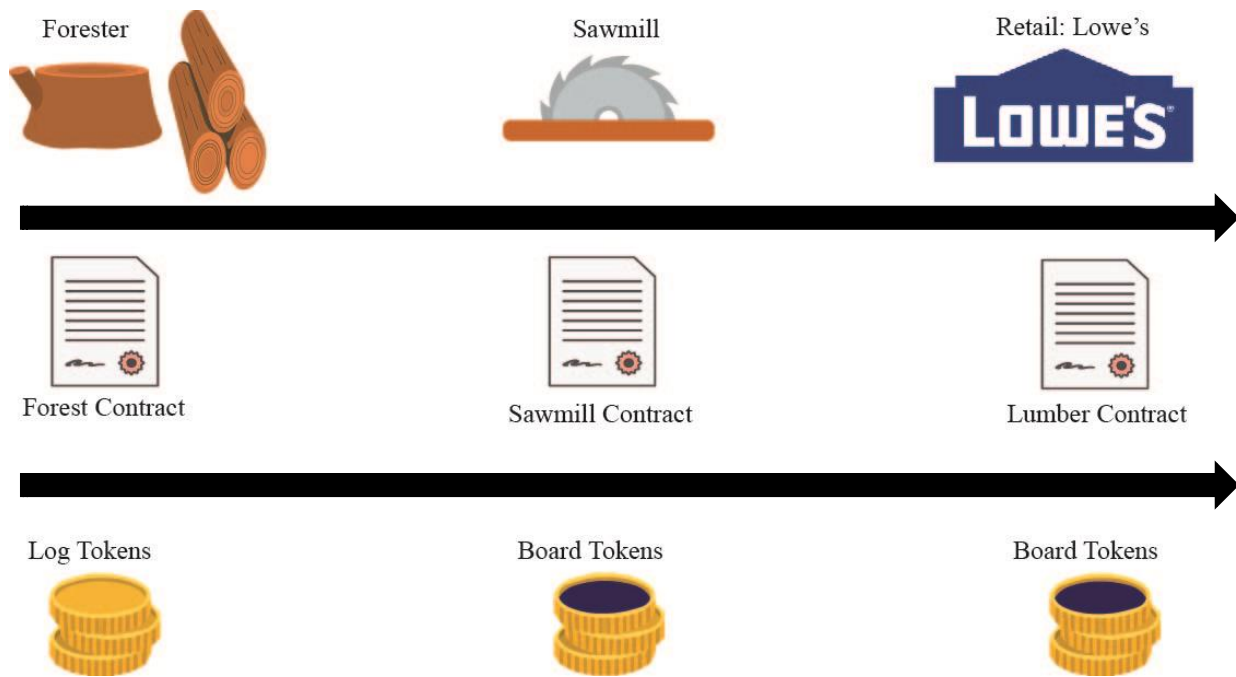 Forester
Sawmill
Retail: Lowe's
LOWE'S
Forest Contract
Sawmill Contract
Lumber Contract
Log Tokens
Board Tokens
Board Tokens